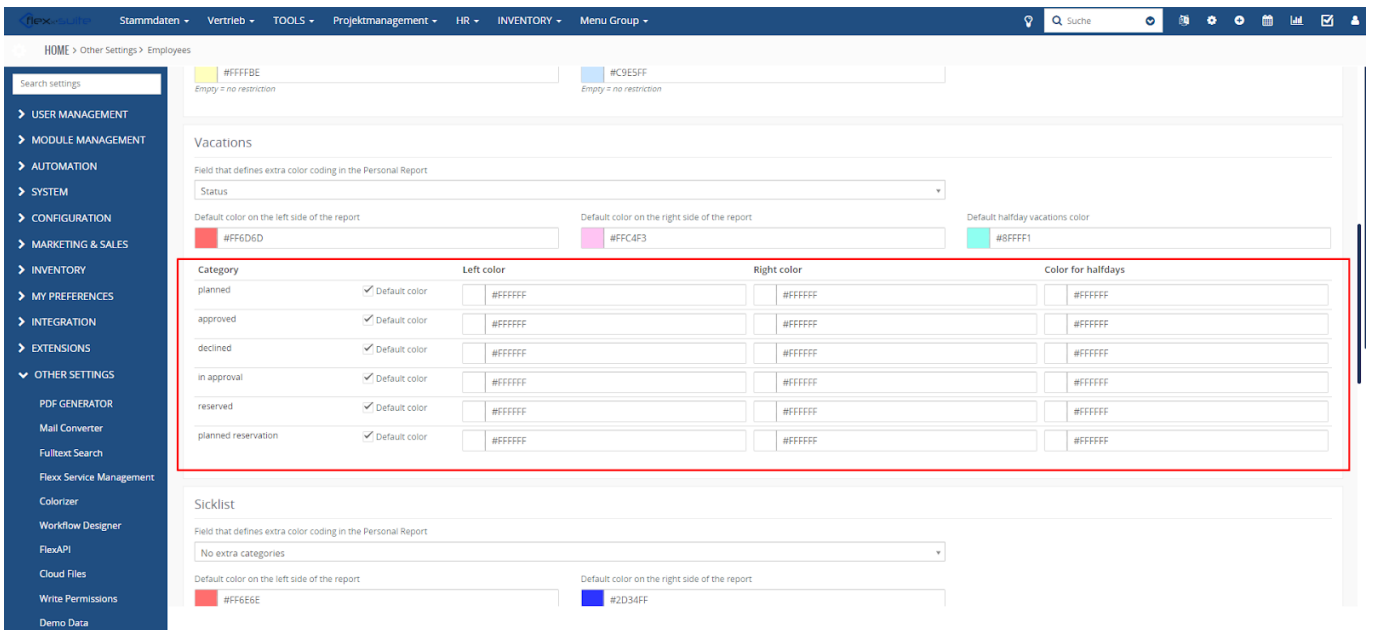 flexx-suite Stammdaten Vertrieb TOOLS Projektmanagement HR INVENTORY Menu Group Suche
HOME > Other Settings > Employees
Search settings
USER MANAGEMENT
MODULE MANAGEMENT
AUTOMATION
SYSTEM
CONFIGURATION
MARKETING & SALES
INVENTORY
MY PREFERENCES
INTEGRATION
EXTENSIONS
OTHER SETTINGS
PDF GENERATOR
Mail Converter
Fulltext Search
Flexx Service Management
Colorizer
Workflow Designer
FlexAPI
Cloud Files
Write Permissions
Demo Data
#FFFFBE #C9E5FF
Empty = no restriction Empty = no restriction
Vacations
Field that defines extra color coding in the Personal Report
Status
Default color on the left side of the report Default color on the right side of the report Default halfday vacations color
#FF6D6D #FFC4F3 #8FFFF1
Category Left color Right color Color for halfdays
planned Default color #FFFFFF #FFFFFF #FFFFFF
approved Default color #FFFFFF #FFFFFF #FFFFFF
declined Default color #FFFFFF #FFFFFF #FFFFFF
in approval Default color #FFFFFF #FFFFFF #FFFFFF
reserved Default color #FFFFFF #FFFFFF #FFFFFF
planned reservation Default color #FFFFFF #FFFFFF #FFFFFF
Sicklist
Field that defines extra color coding in the Personal Report
No extra categories
Default color on the left side of the report Default color on the right side of the report
#FF6E6E #2D34FF